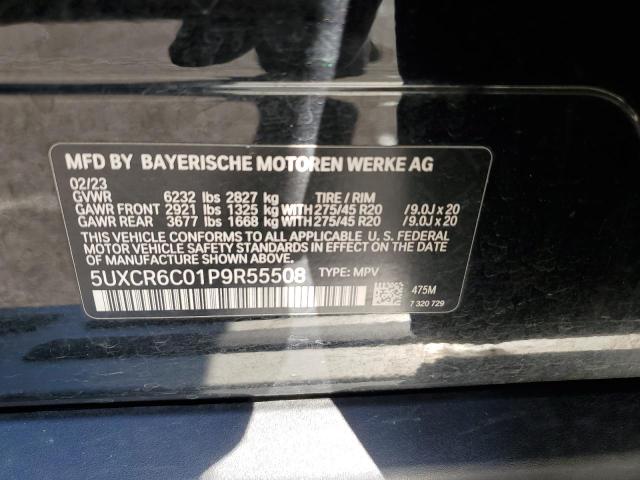 MFD BY BAYERISCHE MOTOREN WERKE AG
02/23
GVWR 6232 lbs 2827 kg TIRE / RIM
GAWR FRONT 2921 lbs 1325 kg WITH 275/45 R20 / 9.0J x 20
GAWR REAR 3677 lbs 1668 kg WITH 275/45 R20 / 9.0J x 20
THIS VEHICLE CONFORMS TO ALL APPLICABLE U. S. FEDERAL
MOTOR VEHICLE SAFETY STANDARDS IN EFFECT ON THE DATE
OF MANUFACTURE SHOWN ABOVE.
5UXCR6C01P9R55508 TYPE: MPV
475M
7 320 729